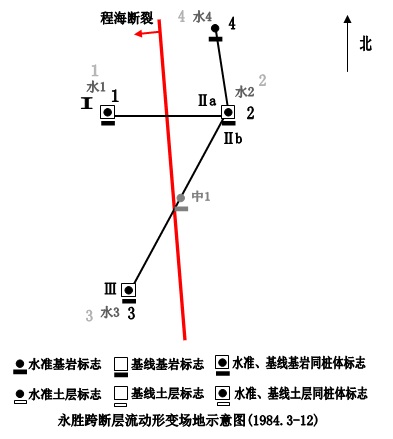 程海断裂
4 水4 4
北
1
水1 1
I
2
水2
IIa
2
IIb
中1
III
3 水3 3
水准基岩标志 基线基岩标志 水准、基线基岩同桩体标志
水准土层标志 基线土层标志 水准、基线土层同桩体标志
永胜跨断层流动形变场地示意图(1984.3-12)